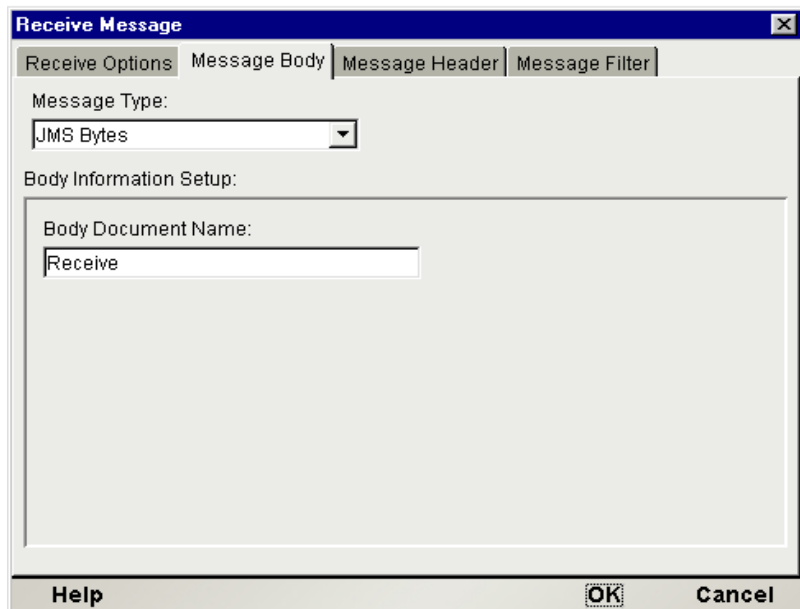 Receive Message
Receive Options Message Body Message Header Message Filter
Message Type:
JMS Bytes
Body Information Setup:
Body Document Name:
Receive
Help OK Cancel